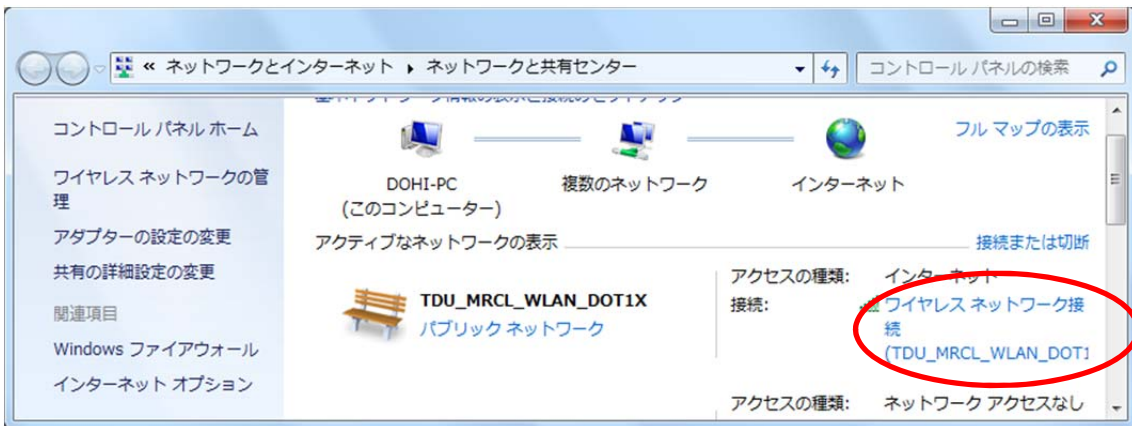 « ネットワークとインターネット ▸ ネットワークと共有センター
コントロール パネルの検索
コントロール パネル ホーム
ワイヤレス ネットワークの管
理
アダプターの設定の変更
共有の詳細設定の変更
関連項目
Windows ファイアウォール
インターネット オプション
フル マップの表示
DOHI-PC
(このコンピューター)
複数のネットワーク
インターネット
アクティブなネットワークの表示
接続または切断
TDU_MRCL_WLAN_DOT1X
パブリック ネットワーク
アクセスの種類: インターネット
接続: ワイヤレス ネットワーク接
続
(TDU_MRCL_WLAN_DOT1
アクセスの種類: ネットワーク アクセスなし